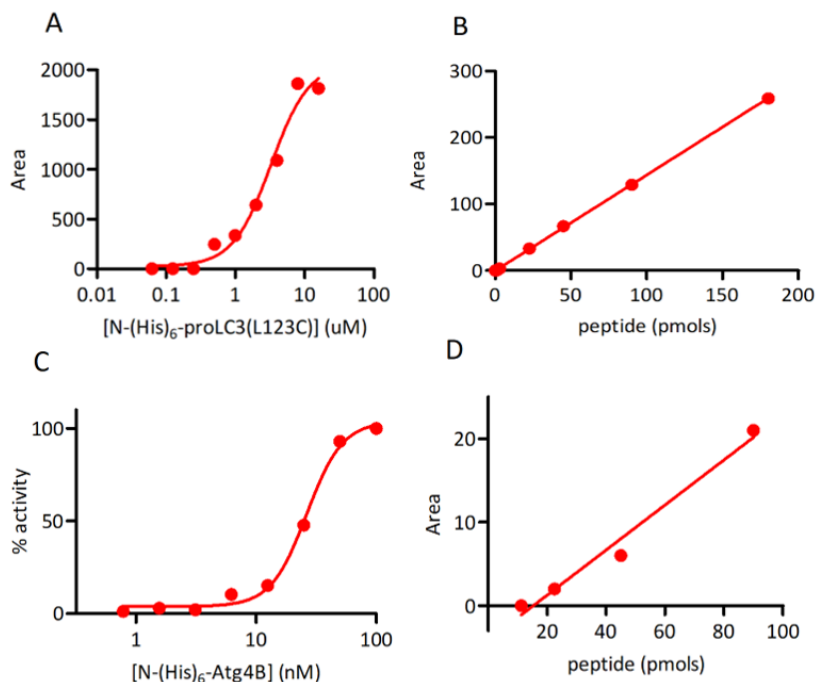 A
B
2000
1500
1000
500
0
Area
0.01
0.1
1
10
100
[N-(His)6-proLC3(L123C)] (uM)
300
200
100
0
Area
0
50
100
150
200
peptide (pmols)
C
D
100
50
0
% activity
1
10
100
[N-(His)6-Atg4B] (nM)
20
10
0
Area
20
40
60
80
100
peptide (pmols)